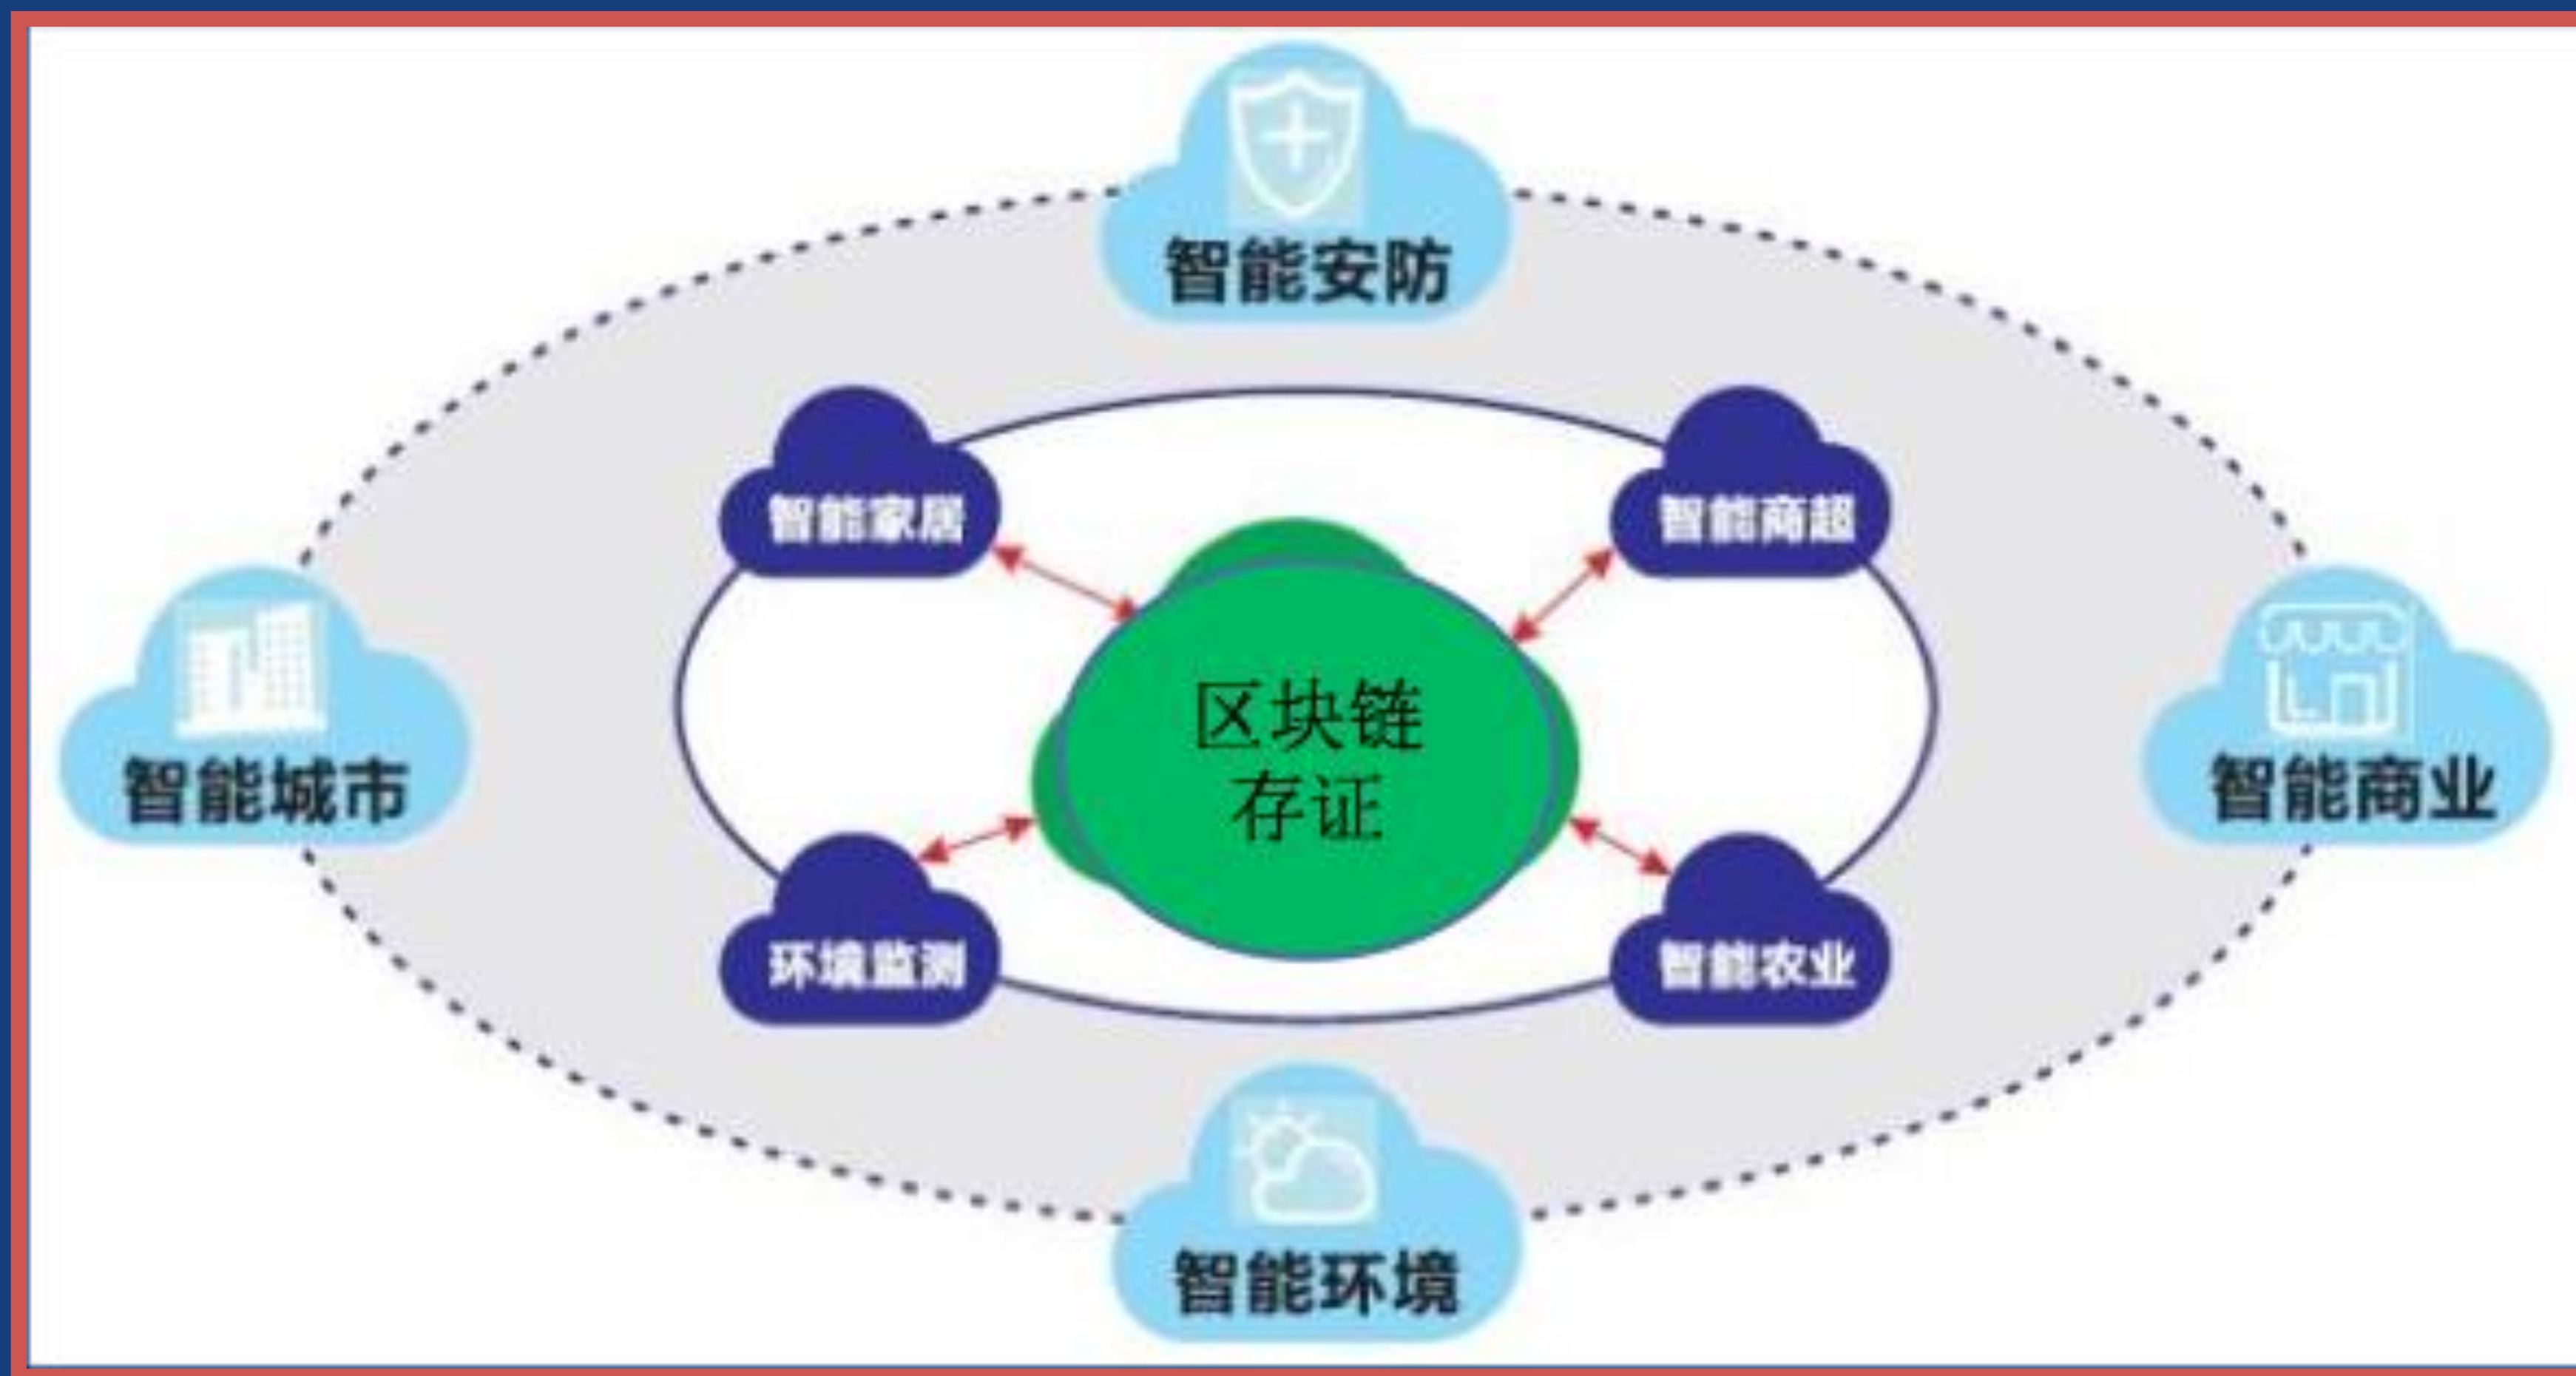 智能安防
智能家居
智能商超
智能城市
区块链
存证
智能商业
环境监测
智能农业
智能环境